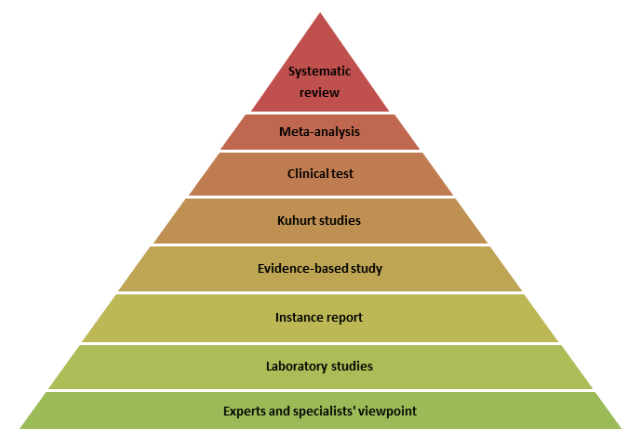 Systematic
review
Meta-analysis
Clinical test
Kuhurt studies
Evidence-based study
Instance report
Laboratory studies
Experts and specialists' viewpoint